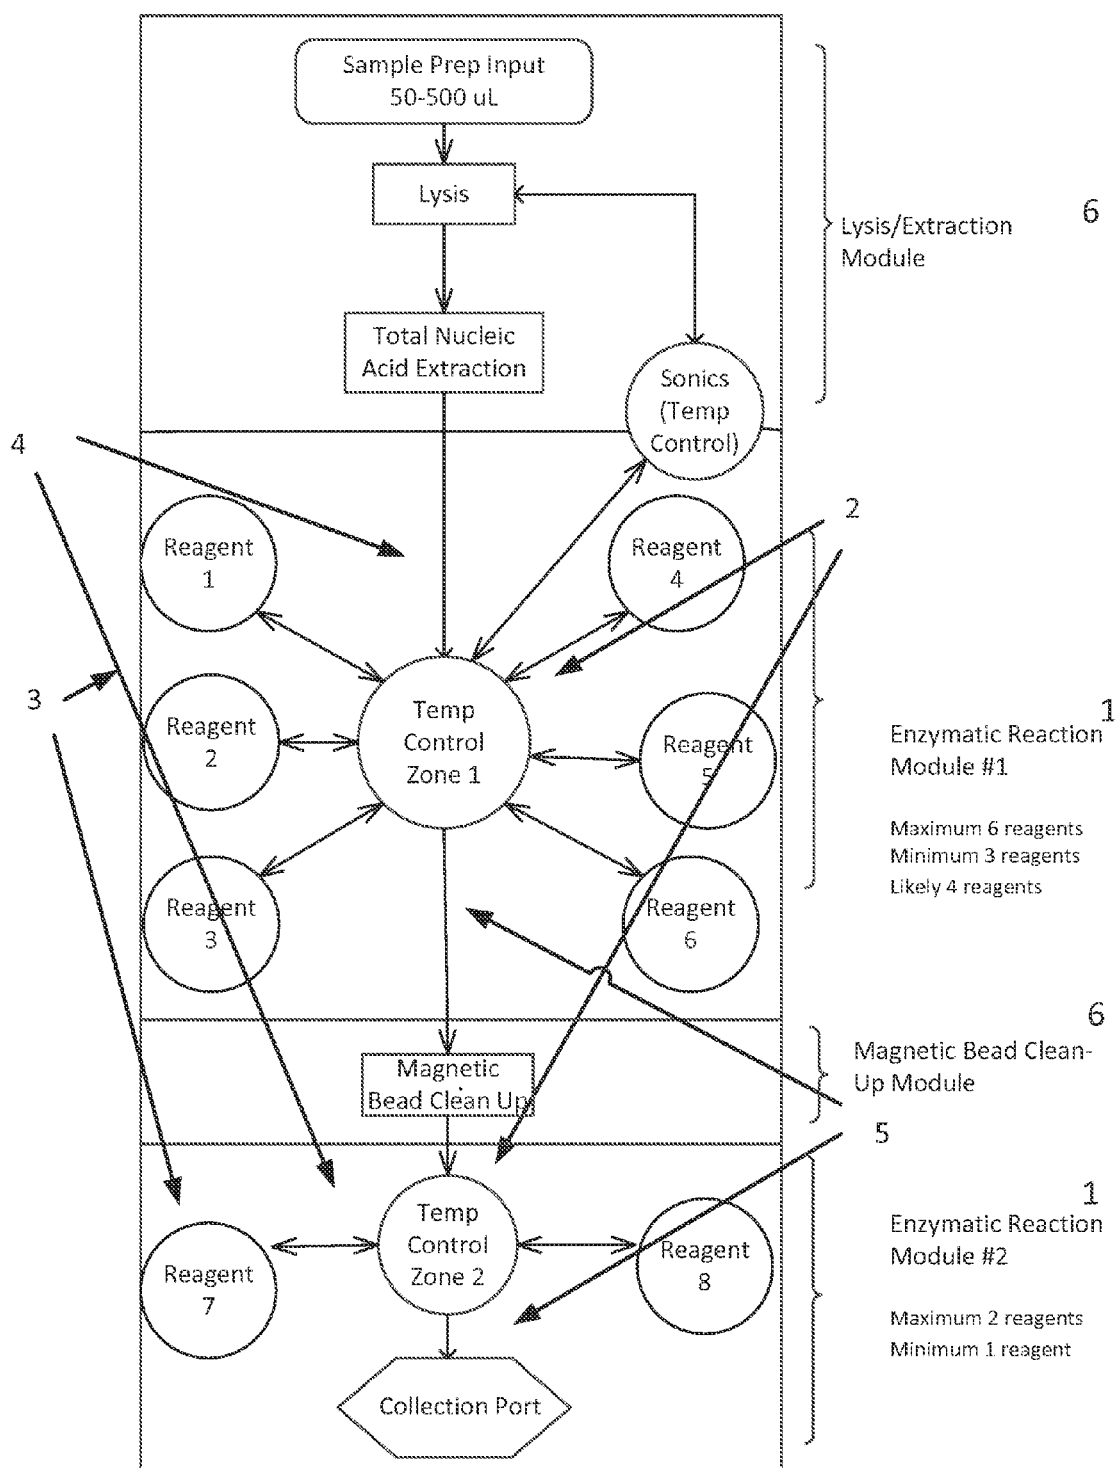 Sample Prep Input
50-500 uL
Lysis
6
Lysis/Extraction
Module
Total Nucleic
Acid Extraction
Sonics
(Temp
Control)
4
2
Reagent
1
Reagent
4
3
Temp
Control
Zone 1
Reagent
2
Reagent
5
1
Enzymatic Reaction
Module #1
Maximum 6 reagents
Minimum 3 reagents
Likely 4 reagents
Reagent
3
Reagent
6
6
Magnetic Bead Clean-
Up Module
Magnetic
Bead Clean Up
5
1
Enzymatic Reaction
Module #2
Maximum 2 reagents
Minimum 1 reagent
Temp
Control
Zone 2
Reagent
7
Reagent
8
Collection Port